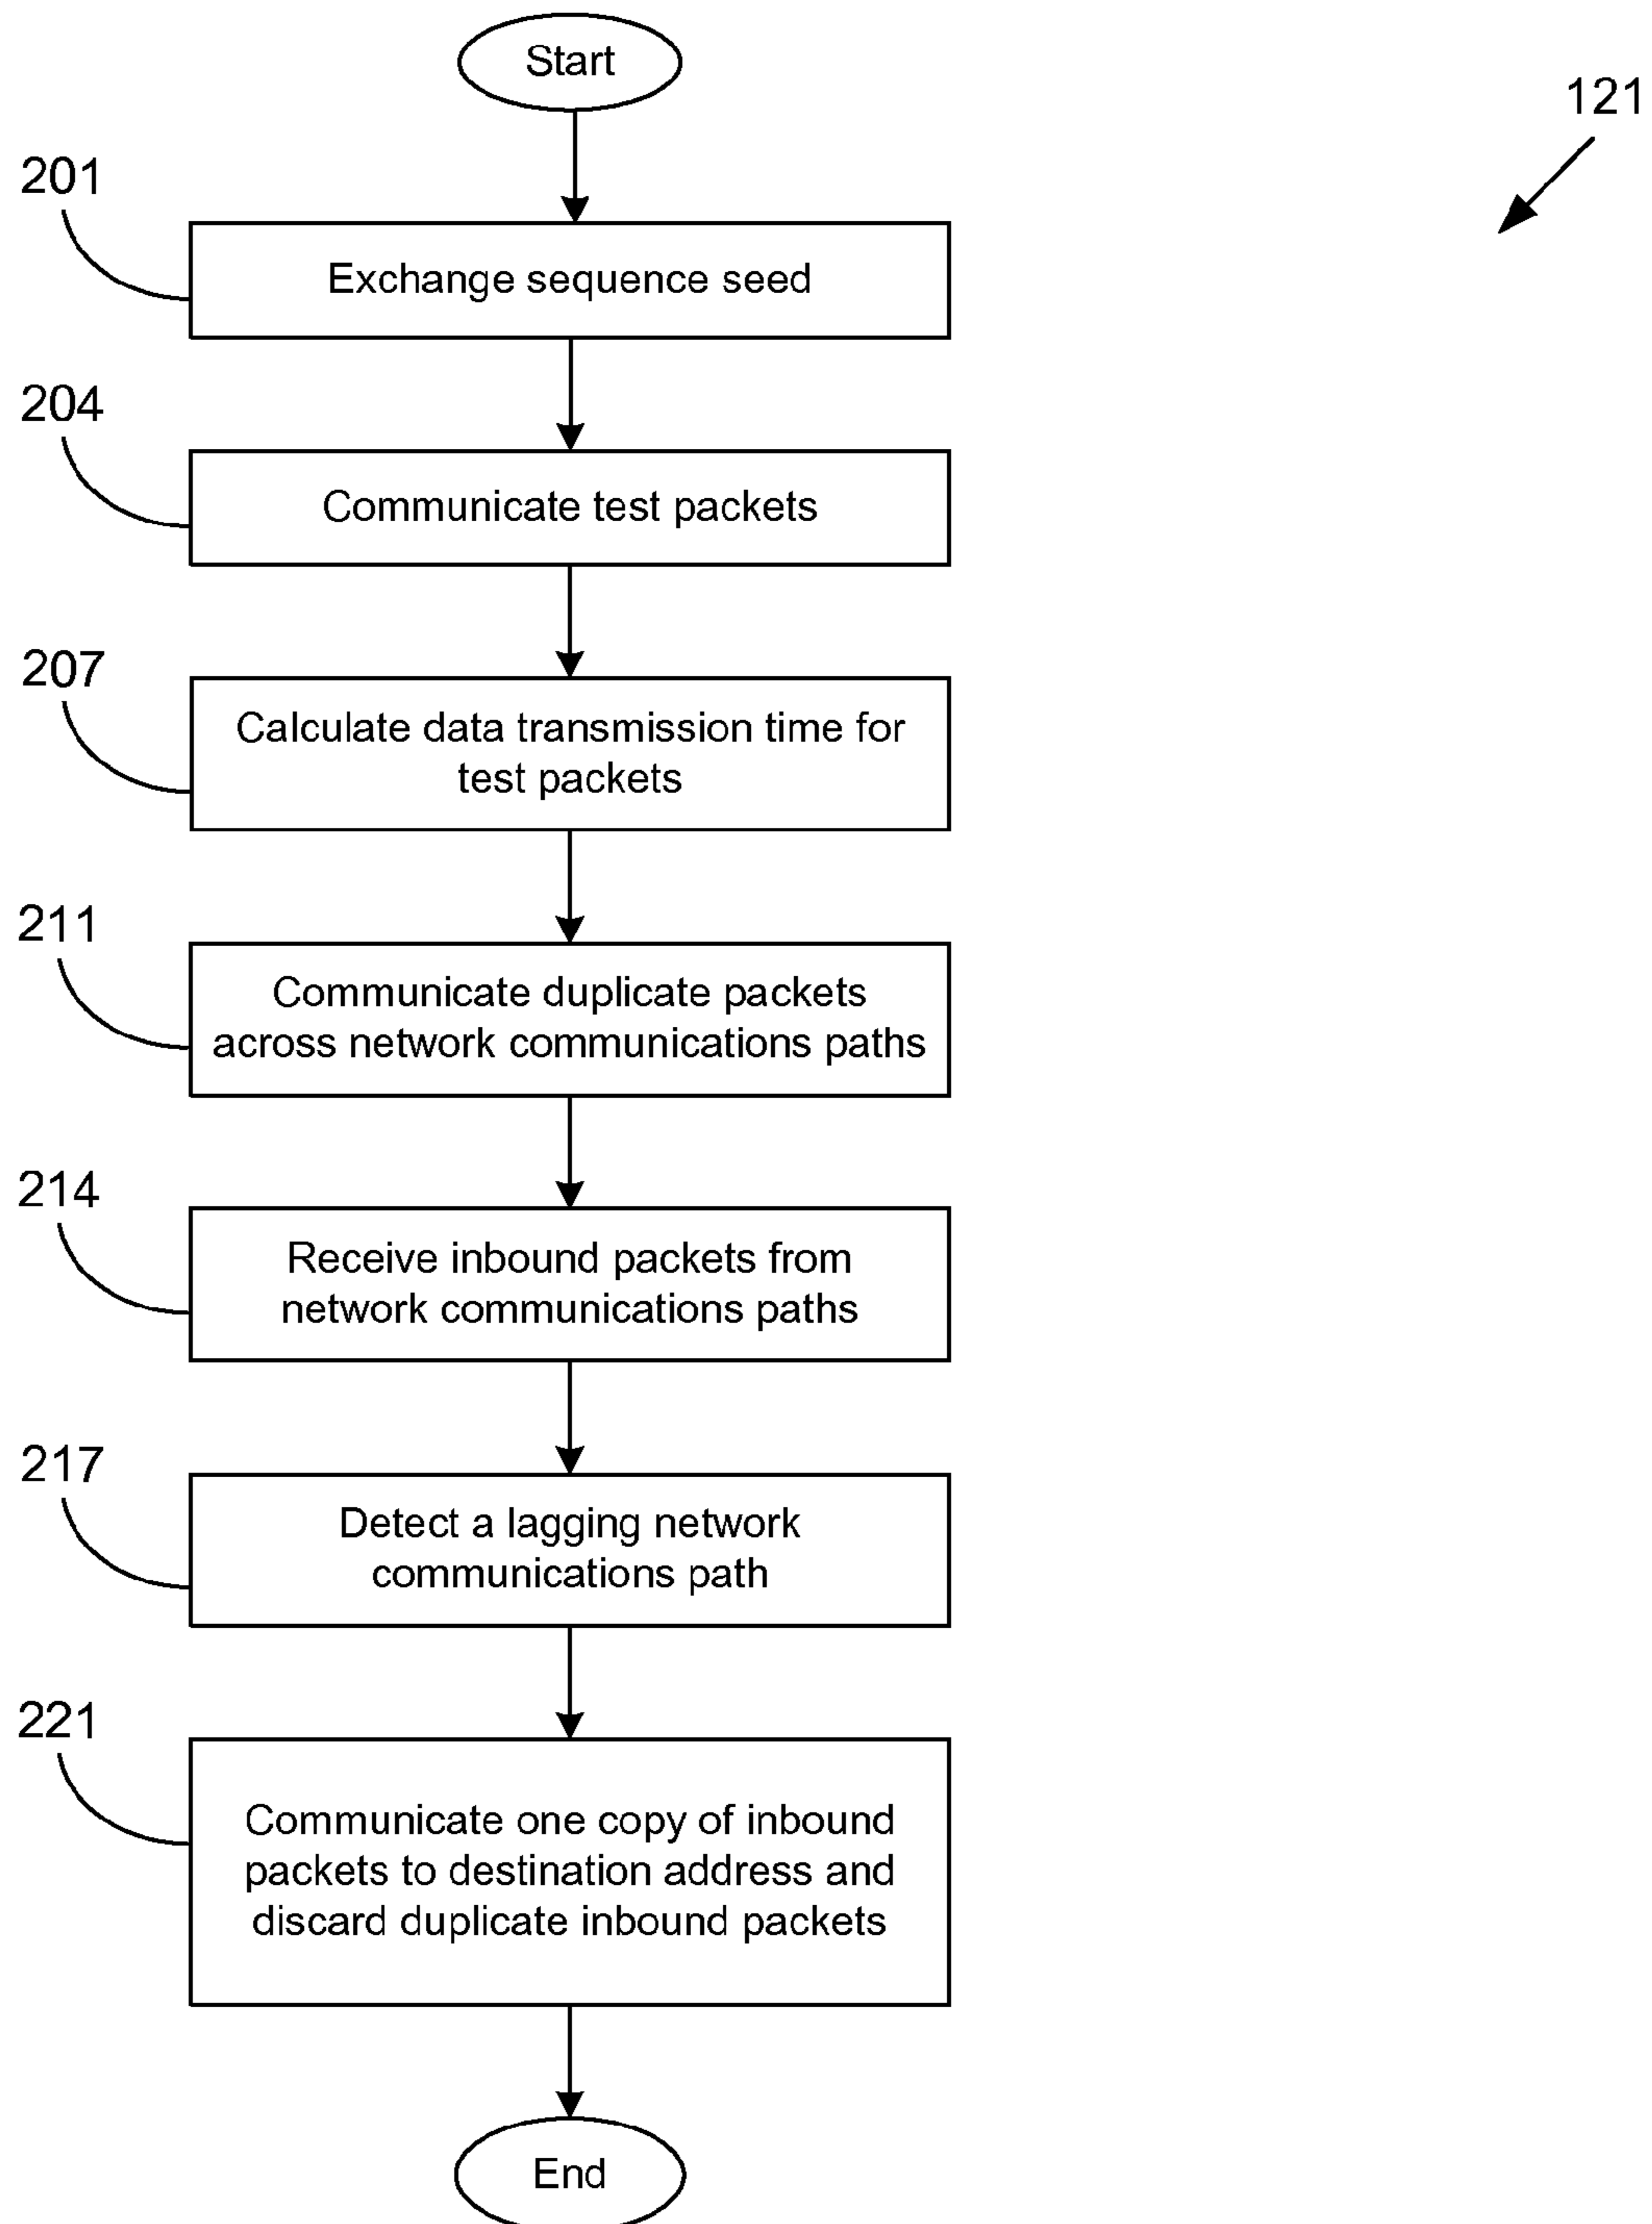 Start
121
201
Exchange sequence seed
204
Communicate test packets
207
Calculate data transmission time for
test packets
211
Communicate duplicate packets
across network communications paths
214
Receive inbound packets from
network communications paths
217
Detect a lagging network
communications path
221
Communicate one copy of inbound
packets to destination address and
discard duplicate inbound packets
End